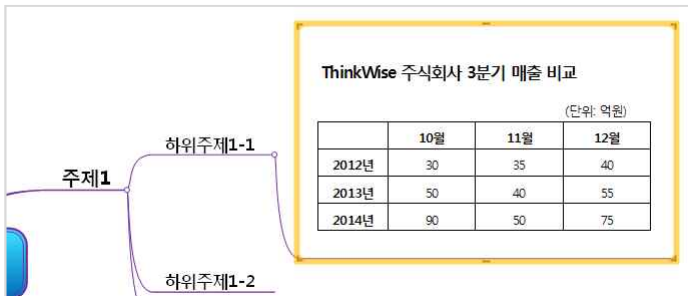 ThinkWise 주식회사 3분기 매출 비교
(단위: 억원)
10월 11월 12월
2012년 30 35 40
2013년 50 40 55
2014년 90 50 75
하위주제1-1
주제1
하위주제1-2